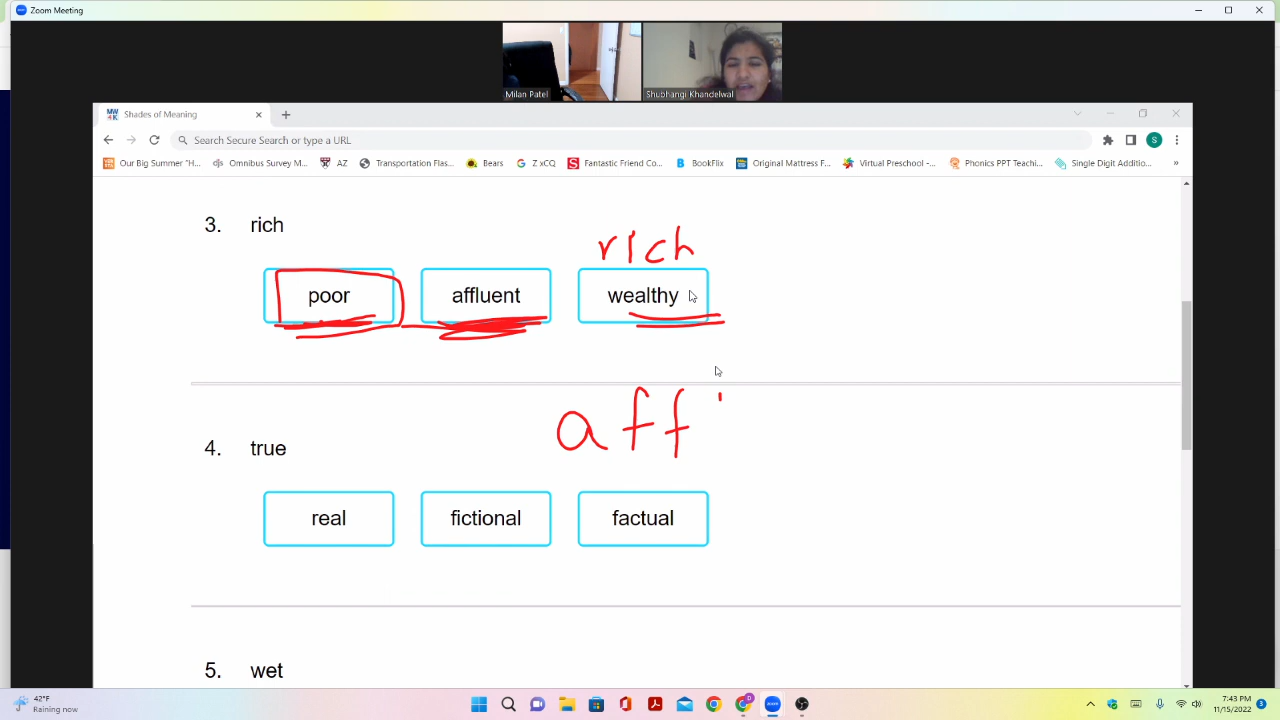 Zoom Meeting
Milan Patel
Shubhangi Khandelwal
Shades of Meaning
Search Secure Search or type a URL
Our Big Summer "H... Omnibus Survey M... AZ Transportation Flas... Bears Z xCQ Fantastic Friend Co... BookFlix Original Mattress F... Virtual Preschool -... Phonics PPT Teachi... Single Digit Additio... »
3. rich
rich
poor affluent wealthy
aff
4. true
real fictional factual
5. wet
42°F
Raining now
7:43 PM
11/15/2022